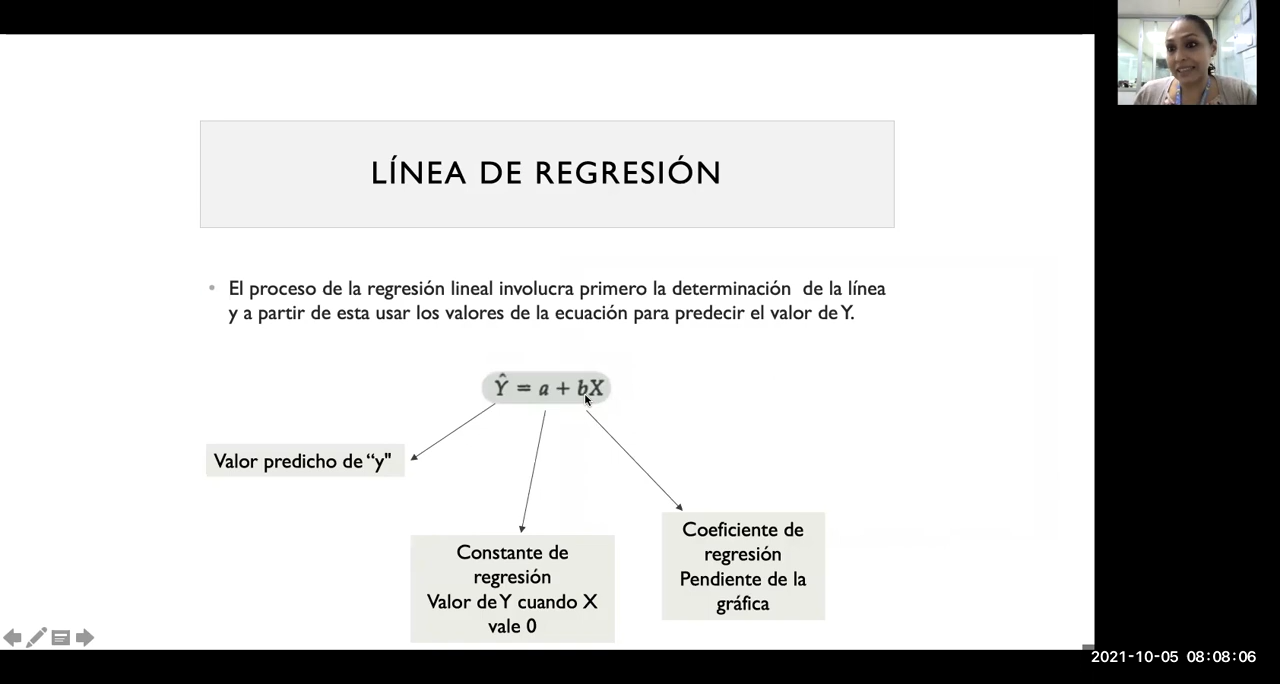 LÍNEA DE REGRESIÓN
• El proceso de la regresión lineal involucra primero la determinación de la línea
y a partir de esta usar los valores de la ecuación para predecir el valor de Y.
Ŷ = a + bX
Valor predicho de “y"
Constante de
regresión
Valor de Y cuando X
vale 0
Coeficiente de
regresión
Pendiente de la
gráfica
2021-10-05 08:08:06